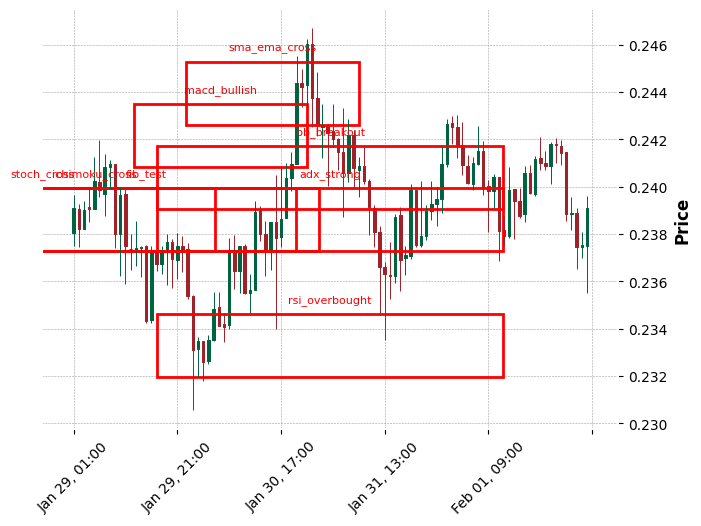 sma_ema_cross
macd_bullish
bb_breakout
stoch_cross
ichimoku_cross
fib_test
adx_strong
rsi_overbought
0.246
0.244
0.242
0.240
0.238
0.236
0.234
0.232
0.230
Price
Jan 29, 01:00
Jan 29, 21:00
Jan 30, 17:00
Jan 31, 13:00
Feb 01, 09:00